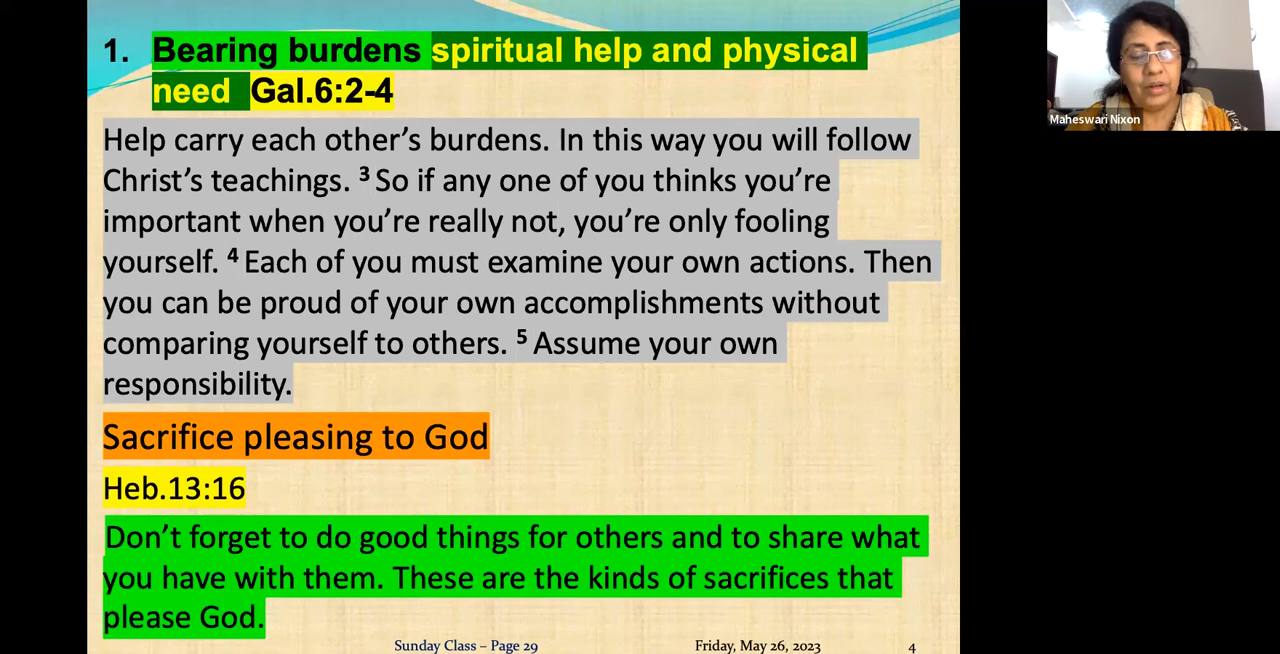 1. Bearing burdens spiritual help and physical
need Gal.6:2-4
Help carry each other’s burdens. In this way you will follow
Christ’s teachings. ³ So if any one of you thinks you’re
important when you’re really not, you’re only fooling
yourself. ⁴ Each of you must examine your own actions. Then
you can be proud of your own accomplishments without
comparing yourself to others. ⁵ Assume your own
responsibility.
Sacrifice pleasing to God
Heb.13:16
Don’t forget to do good things for others and to share what
you have with them. These are the kinds of sacrifices that
please God.
Sunday Class – Page 29 Friday, May 26, 2023 4
Maheswari Nixon